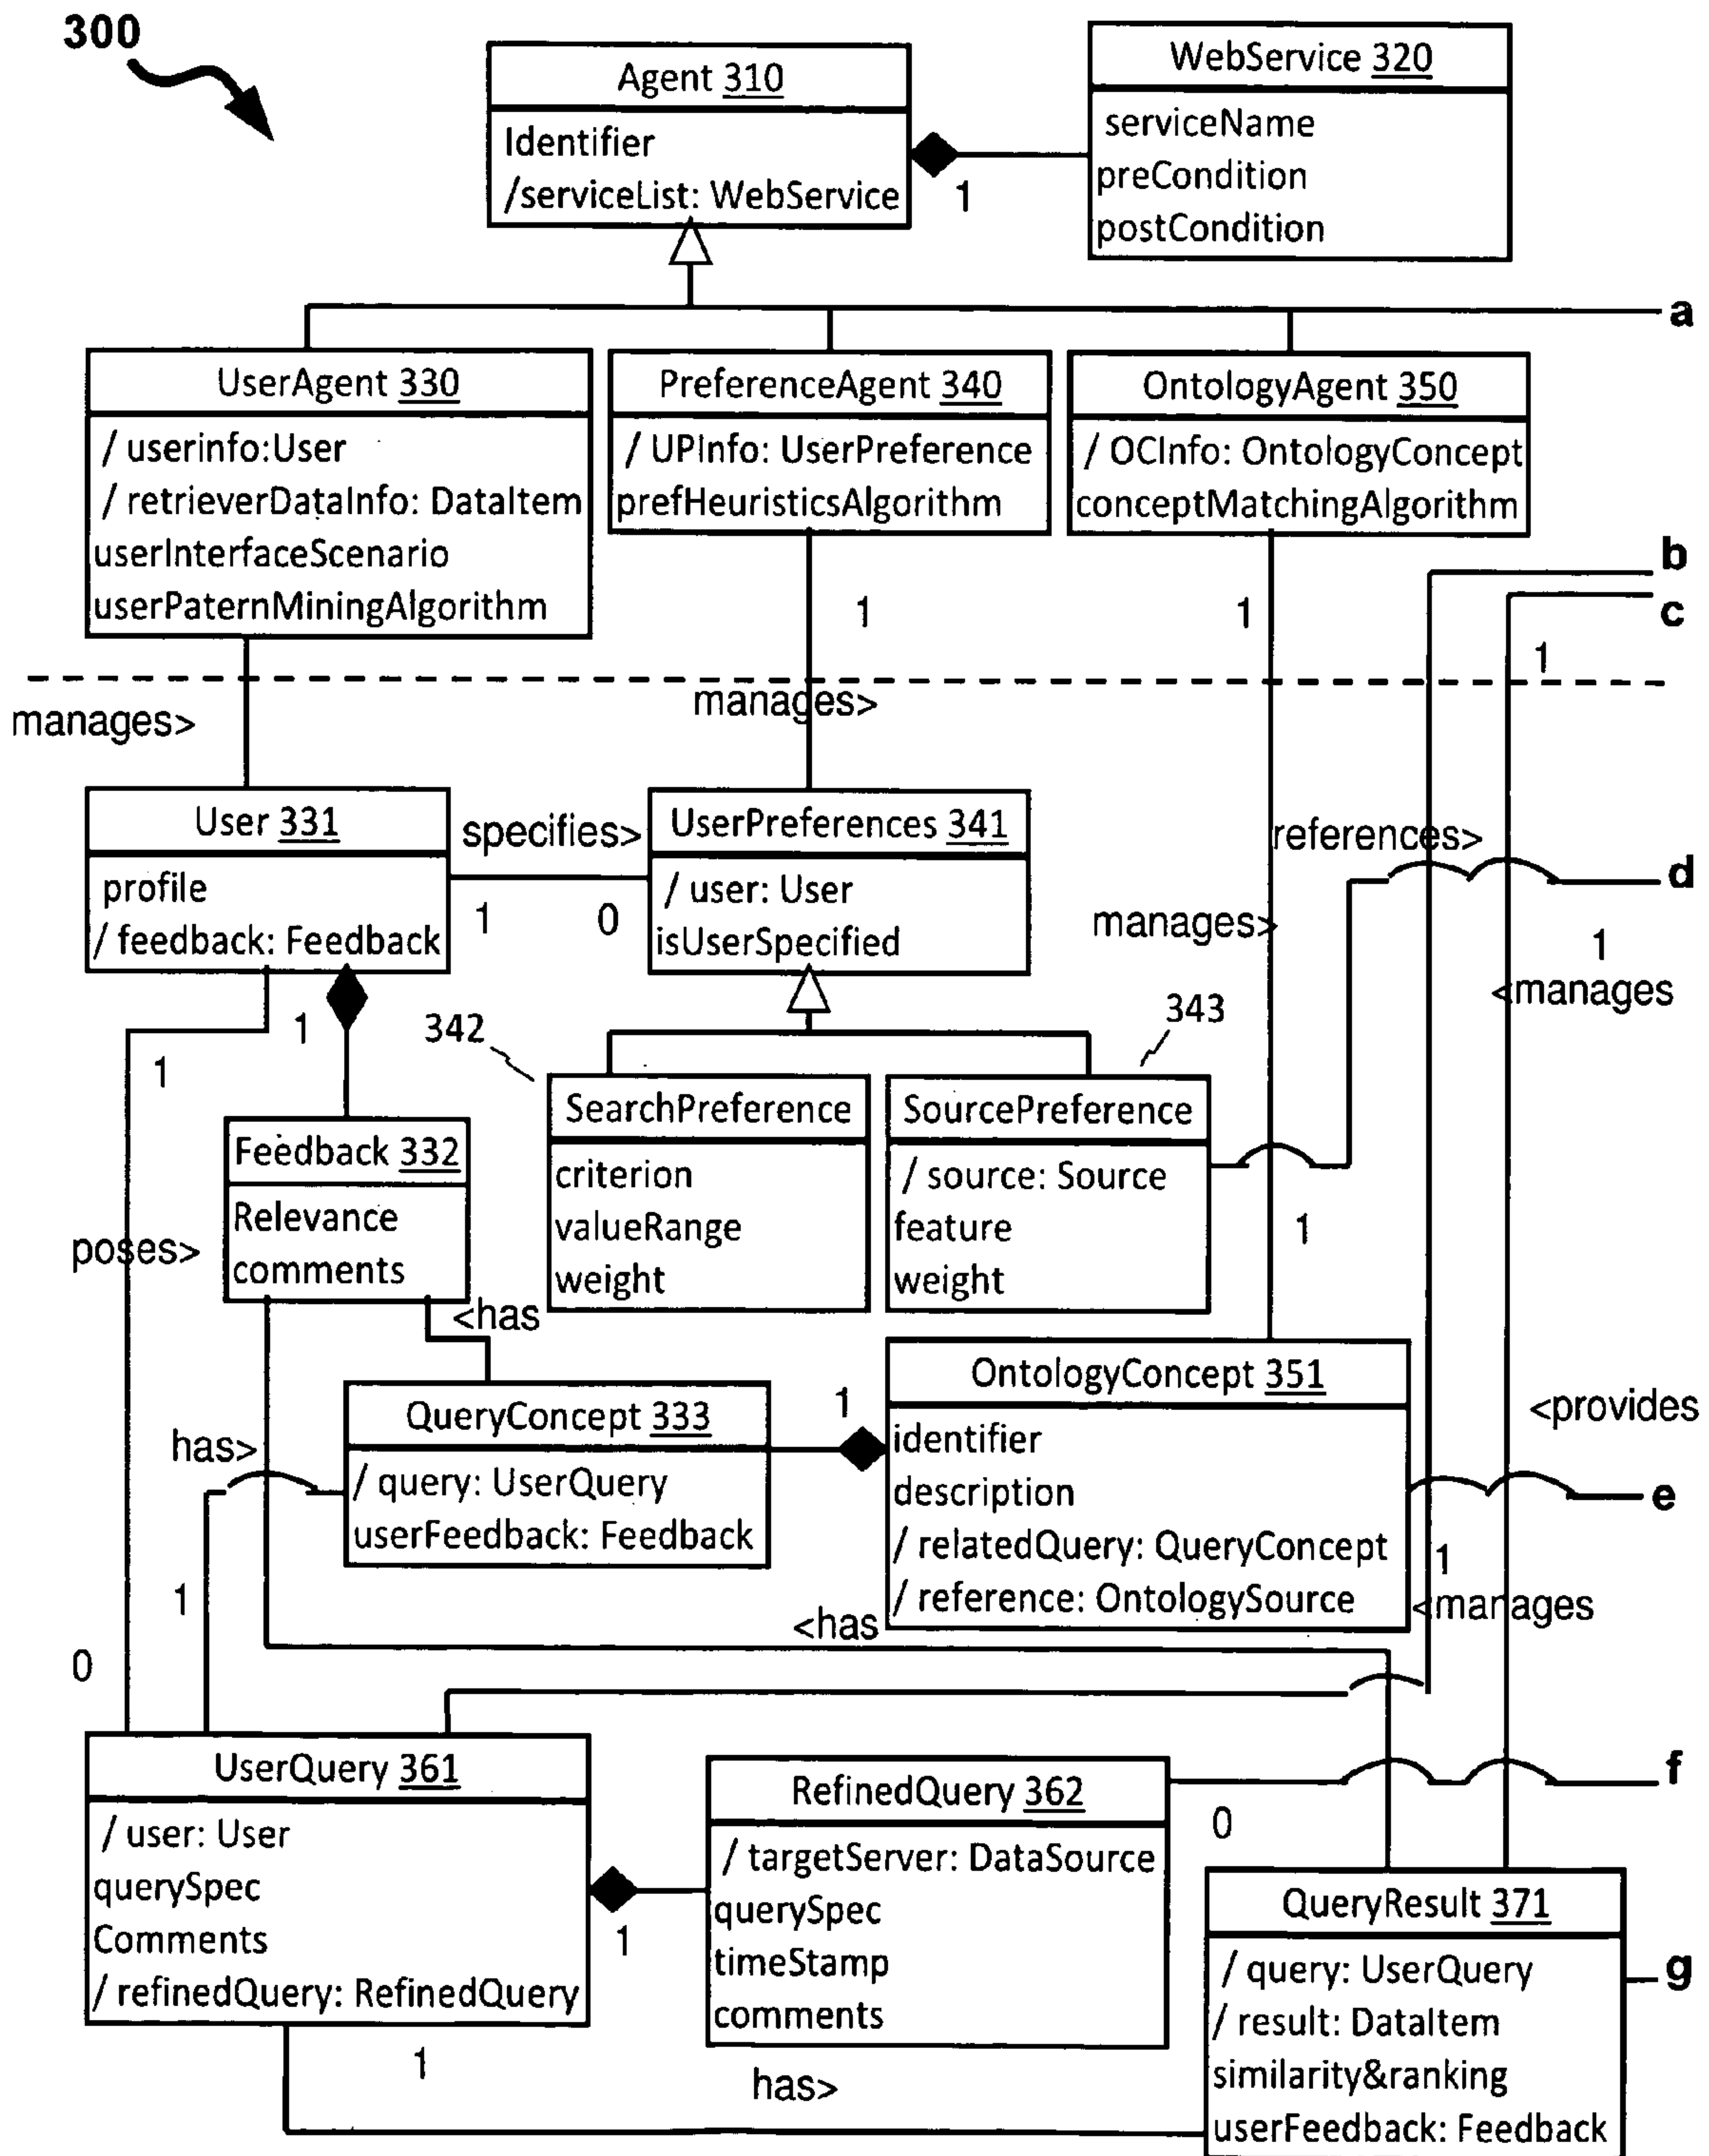 300
Agent 310
Identifier
/serviceList: WebService
1
WebService 320
serviceName
preCondition
postCondition
a
UserAgent 330
/ userinfo:User
/ retrieverDataInfo: DataItem
userInterfaceScenario
userPaternMiningAlgorithm
PreferenceAgent 340
/ UPInfo: UserPreference
prefHeuristicsAlgorithm
OntologyAgent 350
/ OCInfo: OntologyConcept
conceptMatchingAlgorithm
b
c
1
1
1
manages>
manages>
User 331
profile
/ feedback: Feedback
specifies>
1
0
UserPreferences 341
/ user: User
isUserSpecified
references>
d
manages>
1
<manages
1
1
342
343
SearchPreference
criterion
valueRange
weight
SourcePreference
/ source: Source
feature
weight
1
Feedback 332
Relevance
comments
poses>
<has
QueryConcept 333
/ query: UserQuery
userFeedback: Feedback
has>
1
1
OntologyConcept 351
identifier
description
/ relatedQuery: QueryConcept
/ reference: OntologySource
<provides
e
1
<manages
<has
0
UserQuery 361
/ user: User
querySpec
Comments
/ refinedQuery: RefinedQuery
1
RefinedQuery 362
/ targetServer: DataSource
querySpec
timeStamp
comments
f
0
QueryResult 371
/ query: UserQuery
/ result: DataItem
similarity&ranking
userFeedback: Feedback
g
1
has>